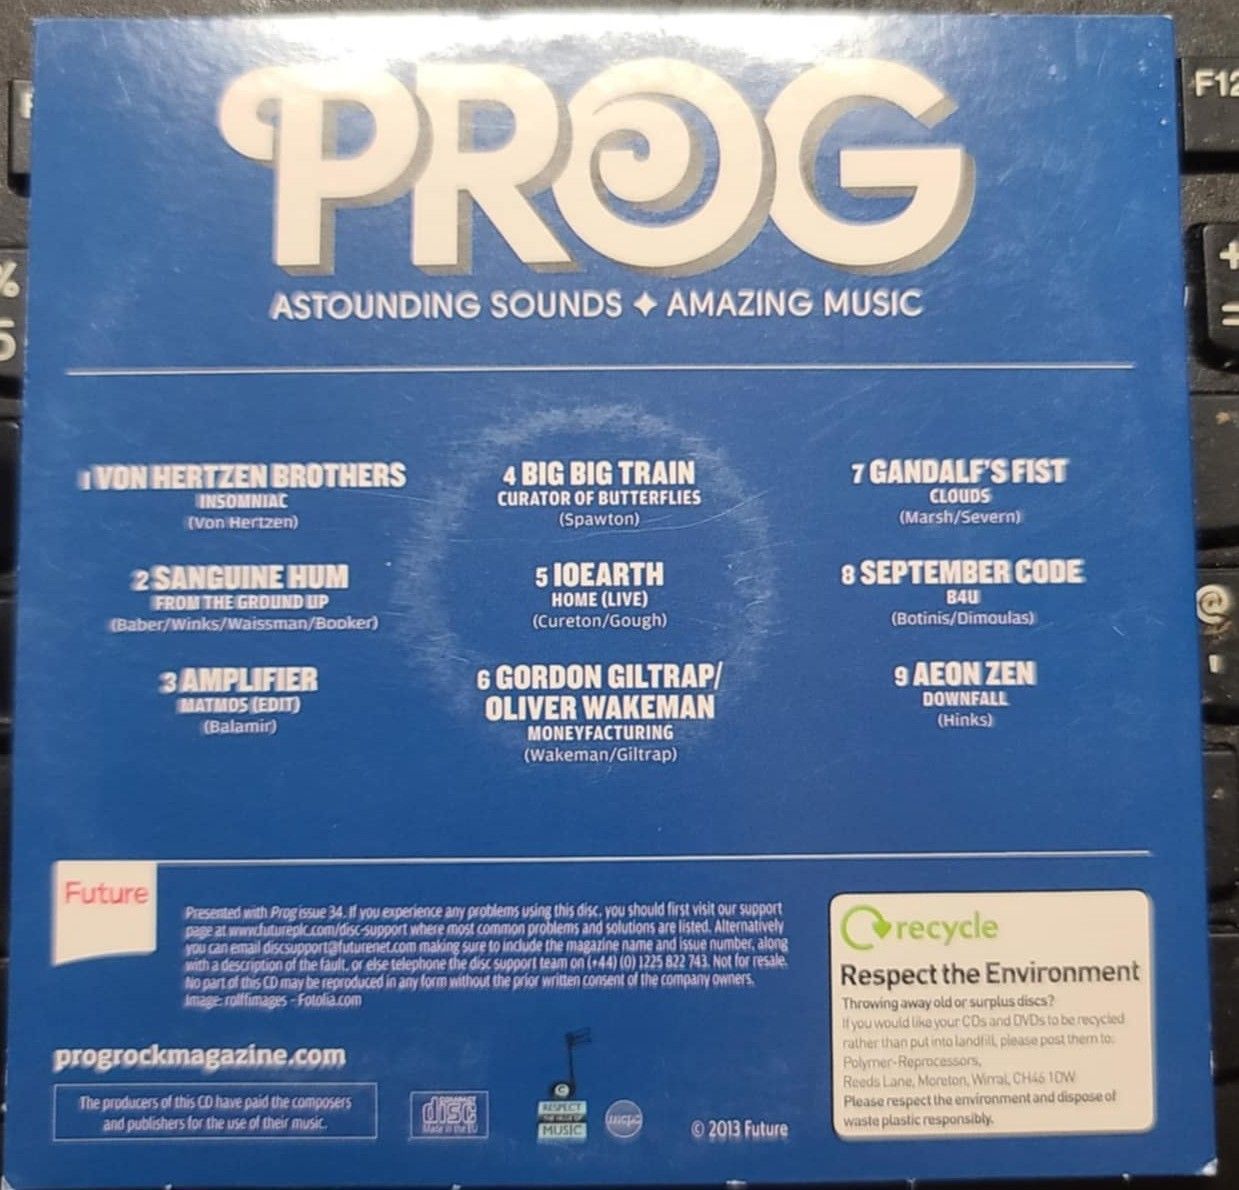 PROG
ASTOUNDING SOUNDS ✦ AMAZING MUSIC
1 VON HERTZEN BROTHERS
INSOMNIAC
(Von Hertzen)
2 SANGUINE HUM
FROM THE GROUND UP
(Baber/Winks/Waissman/Booker)
3 AMPLIFIER
MATMOS (EDIT)
(Balamir)
4 BIG BIG TRAIN
CURATOR OF BUTTERFLIES
(Spawton)
5 IOEARTH
HOME (LIVE)
(Cureton/Gough)
6 GORDON GILTRAP/
OLIVER WAKEMAN
MONEYFACTURING
(Wakeman/Giltrap)
7 GANDALF'S FIST
CLOUDS
(Marsh/Severn)
8 SEPTEMBER CODE
B4U
(Botinis/Dimoulas)
9 AEON ZEN
DOWNFALL
(Hinks)
Future
Presented with Prog issue 34. If you experience any problems using this disc, you should first visit our support
page at www.futureplc.com/disc-support where most common problems and solutions are listed. Alternatively
you can email discsupport@futurenet.com making sure to include the magazine name and issue number, along
with a description of the fault, or else telephone the disc support team on (+44) (0) 1225 822 743. Not for resale.
No part of this CD may be reproduced in any form without the prior written consent of the company owners.
Image: rolffimages - Fotolia.com
progrockmagazine.com
The producers of this CD have paid the composers
and publishers for the use of their music.
COMPACT
disc
Made in the EU
RESPECT
THE VALUE OF
MUSIC
mcps
© 2013 Future
recycle
Respect the Environment
Throwing away old or surplus discs?
If you would like your CDs and DVDs to be recycled
rather than put into landfill, please post them to:
Polymer-Reprocessors,
Reeds Lane, Moreton, Wirral, CH46 1DW
Please respect the environment and dispose of
waste plastic responsibly.
F12
%
5
+
=
@
'